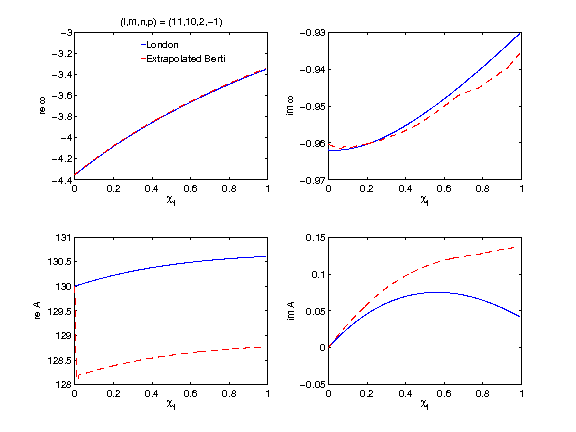 (l,m,n,p) = (11,10,2,−1)
London
Extrapolated Berti
re ω
−3
−3.2
−3.4
−3.6
−3.8
−4
−4.2
−4.4
0 0.2 0.4 0.6 0.8 1
χf
im ω
−0.93
−0.94
−0.95
−0.96
−0.97
0 0.2 0.4 0.6 0.8 1
χf
re A
131
130.5
130
129.5
129
128.5
128
0 0.2 0.4 0.6 0.8 1
χf
im A
0.15
0.1
0.05
0
−0.05
0 0.2 0.4 0.6 0.8 1
χf